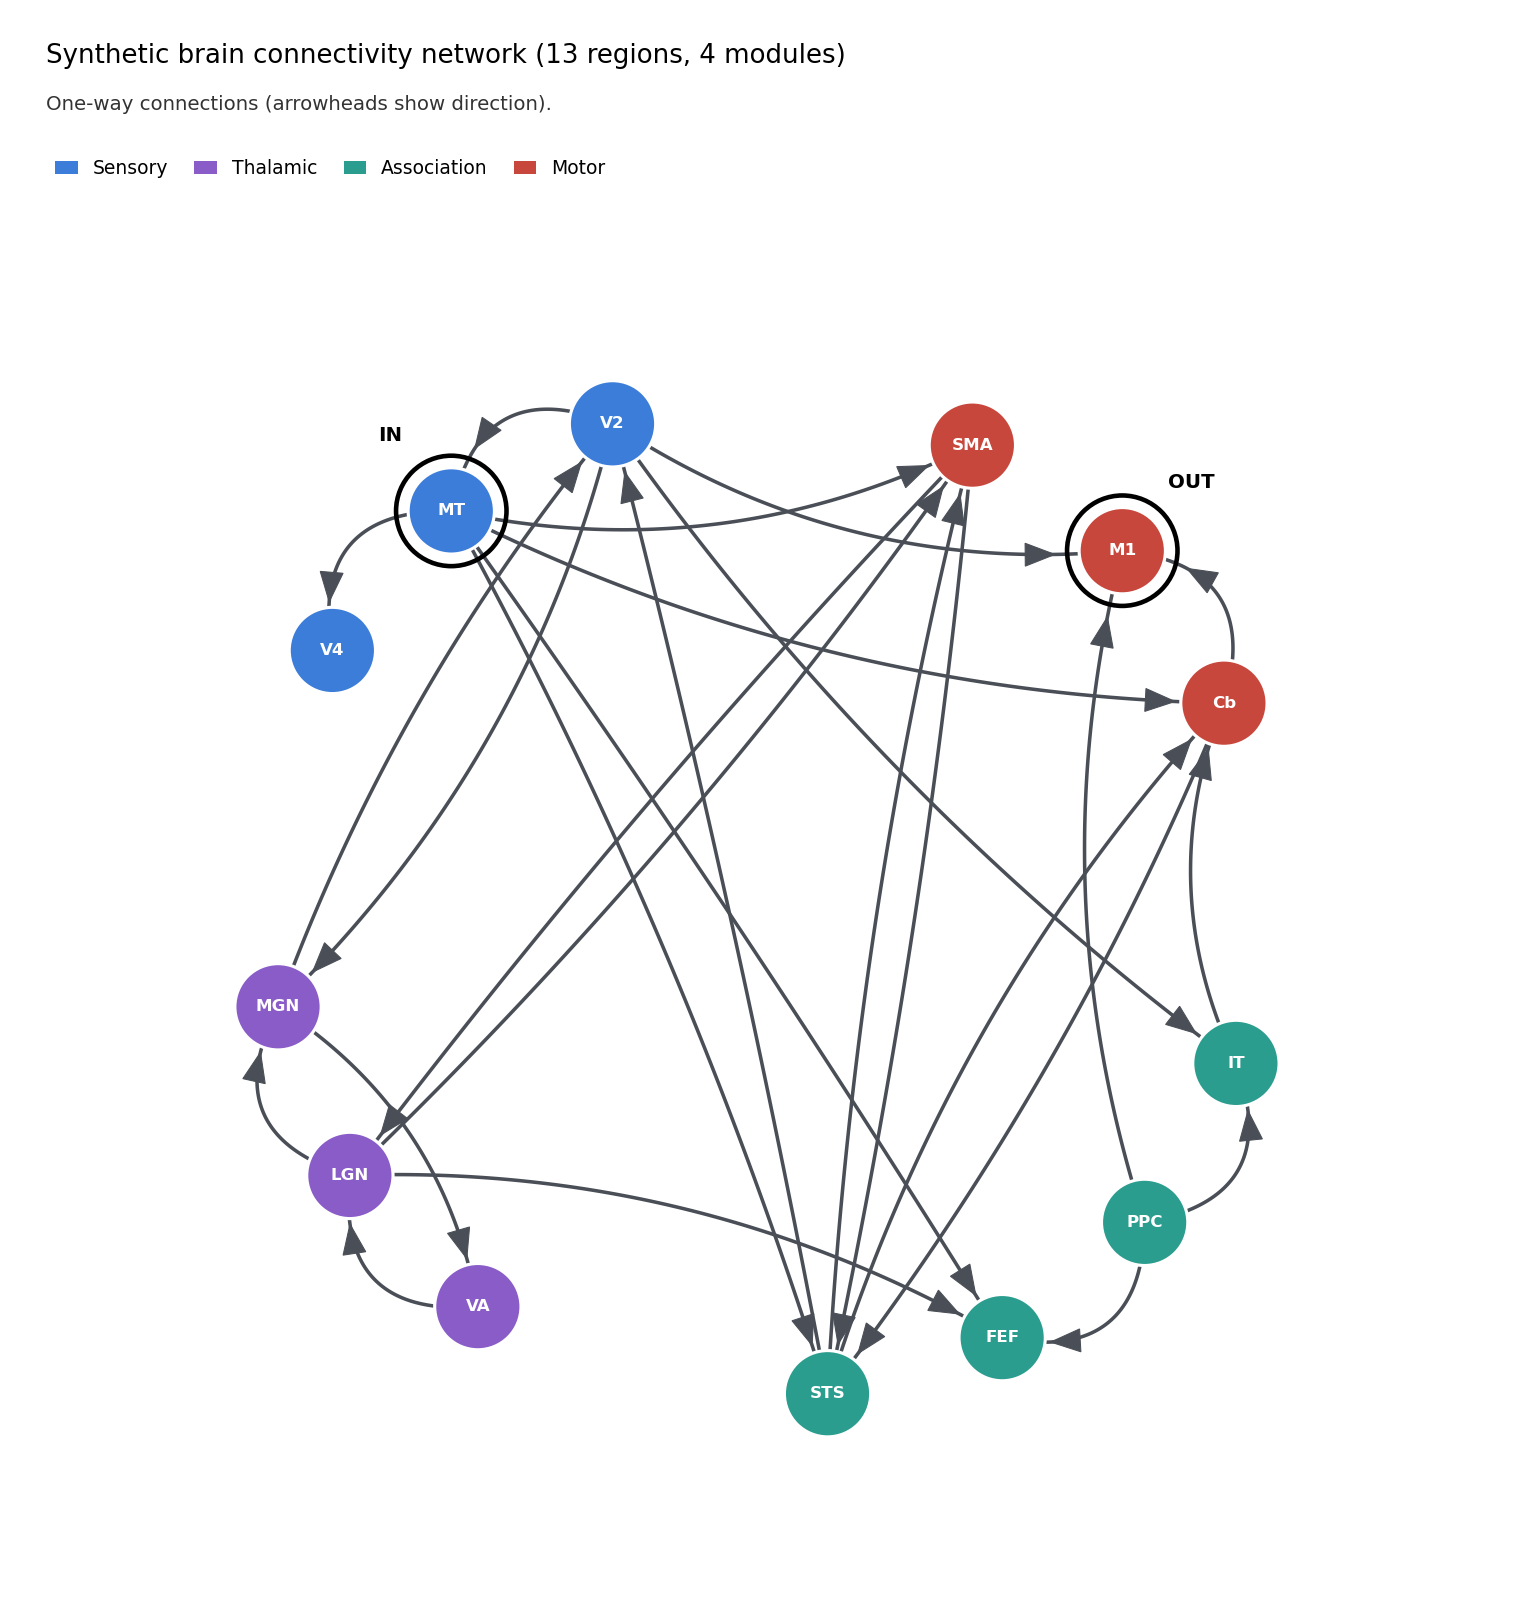 Synthetic brain connectivity network (13 regions, 4 modules)
One-way connections (arrowheads show direction).
Sensory Thalamic Association Motor
V2
IN
SMA
OUT
MT
M1
V4
Cb
MGN
IT
LGN
PPC
VA
FEF
STS